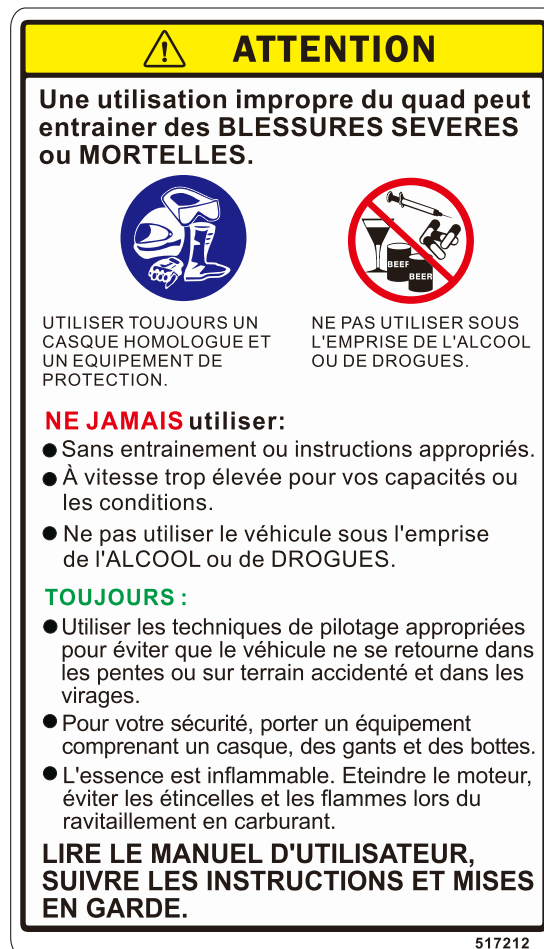 ATTENTION
Une utilisation impropre du quad peut
entrainer des BLESSURES SEVERES
ou MORTELLES.
BEEF
BEER
UTILISER TOUJOURS UN
CASQUE HOMOLOGUE ET
UN EQUIPEMENT DE
PROTECTION.
NE PAS UTILISER SOUS
L'EMPRISE DE L'ALCOOL
OU DE DROGUES.
NE JAMAIS utiliser:
● Sans entrainement ou instructions appropriés.
● À vitesse trop élevée pour vos capacités ou
les conditions.
● Ne pas utiliser le véhicule sous l'emprise
de l'ALCOOL ou de DROGUES.
TOUJOURS :
● Utiliser les techniques de pilotage appropriées
pour éviter que le véhicule ne se retourne dans
les pentes ou sur terrain accidenté et dans les
virages.
● Pour votre sécurité, porter un équipement
comprenant un casque, des gants et des bottes.
● L'essence est inflammable. Eteindre le moteur,
éviter les étincelles et les flammes lors du
ravitaillement en carburant.
LIRE LE MANUEL D'UTILISATEUR,
SUIVRE LES INSTRUCTIONS ET MISES
EN GARDE.
517212